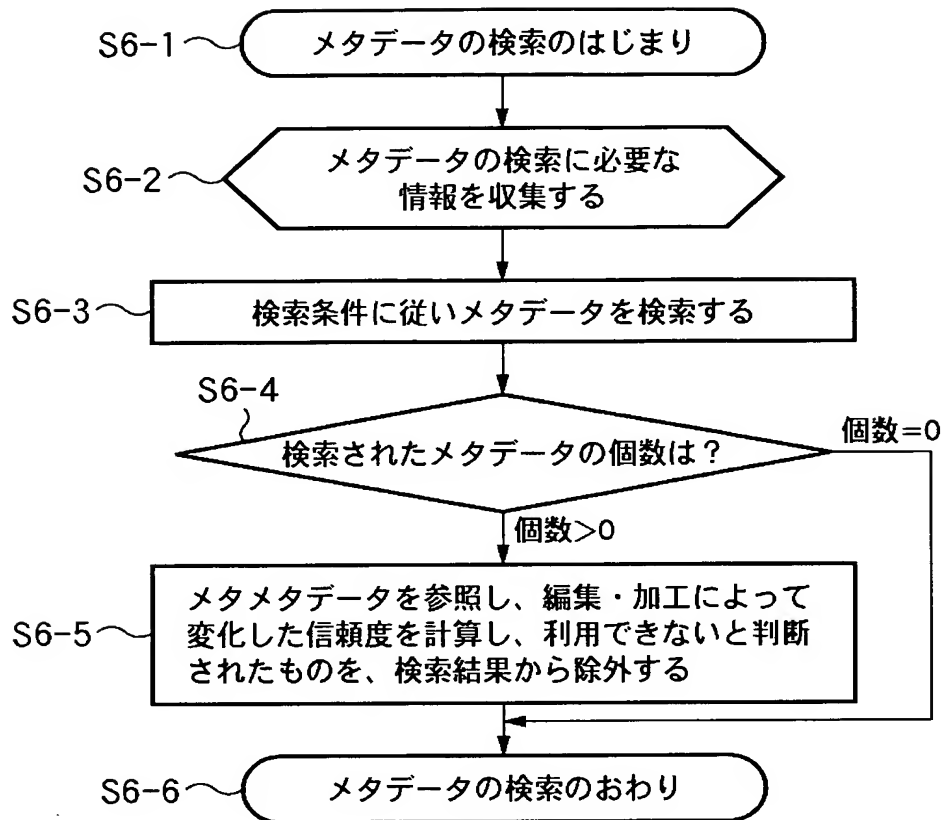 S6-1
メタデータの検索のはじまり
S6-2
メタデータの検索に必要な
情報を収集する
S6-3
検索条件に従いメタデータを検索する
S6-4
検索されたメタデータの個数は？
個数=0
個数>0
S6-5
メタメタデータを参照し、編集・加工によって
変化した信頼度を計算し、利用できないと判断
されたものを、検索結果から除外する
S6-6
メタデータの検索のおわり